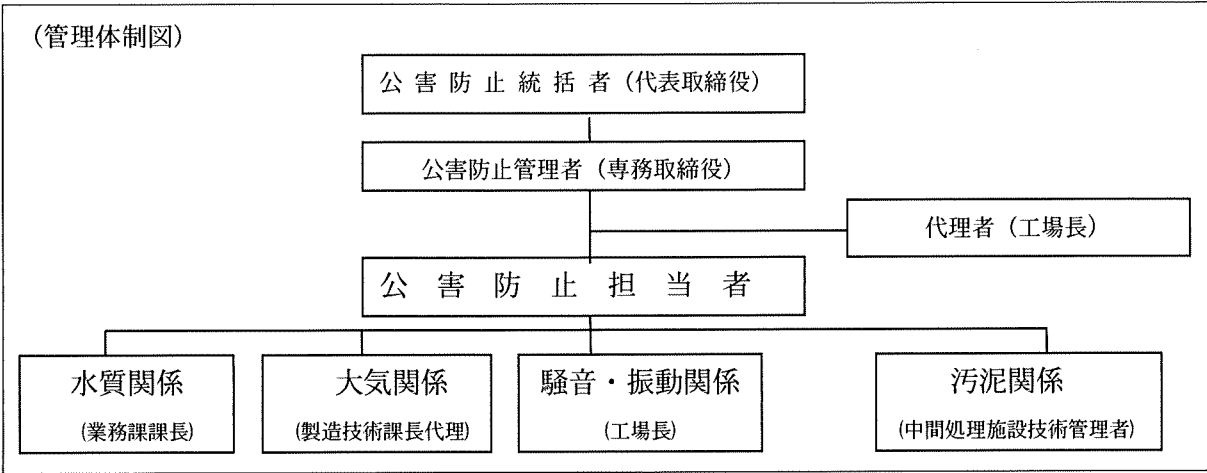 （管理体制図）
公害防止統括者（代表取締役）
公害防止管理者（専務取締役）
代理者（工場長）
公害防止担当者
水質関係
(業務課課長)
大気関係
(製造技術課長代理)
騒音・振動関係
(工場長)
汚泥関係
(中間処理施設技術管理者)